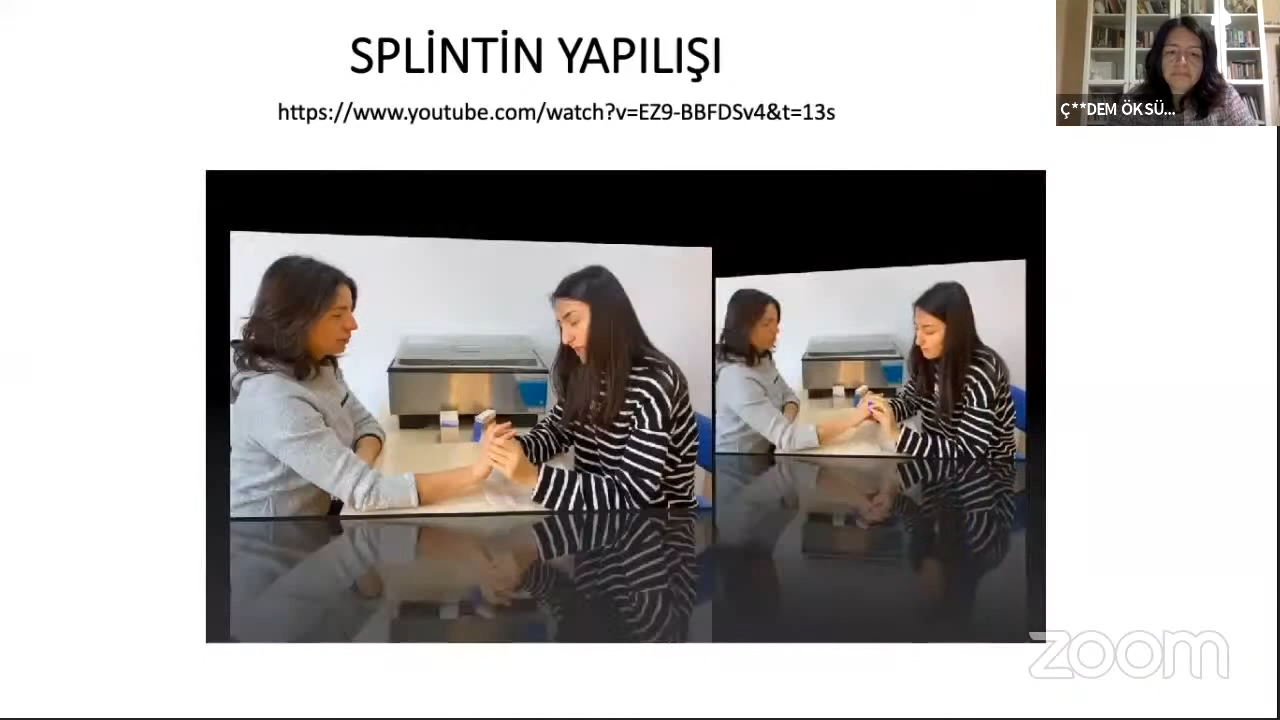 SPLİNTİN YAPILIŞI
https://www.youtube.com/watch?v=EZ9-BBFDSv4&t=13s
Ç**DEM ÖKSÜ...
zoom